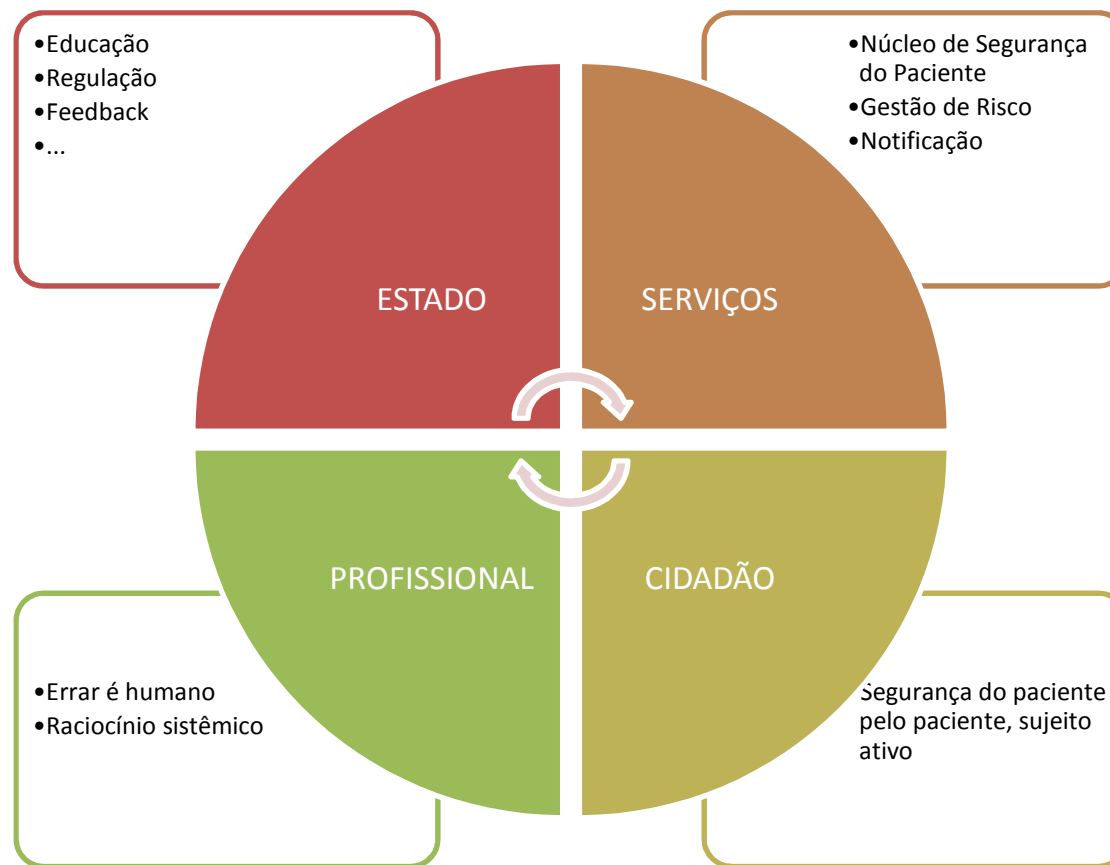 •Educação
•Regulação
•Feedback
•...
•Núcleo de Segurança
do Paciente
•Gestão de Risco
•Notificação
ESTADO
SERVIÇOS
PROFISSIONAL
CIDADÃO
•Errar é humano
•Raciocínio sistêmico
Segurança do paciente
pelo paciente, sujeito
ativo